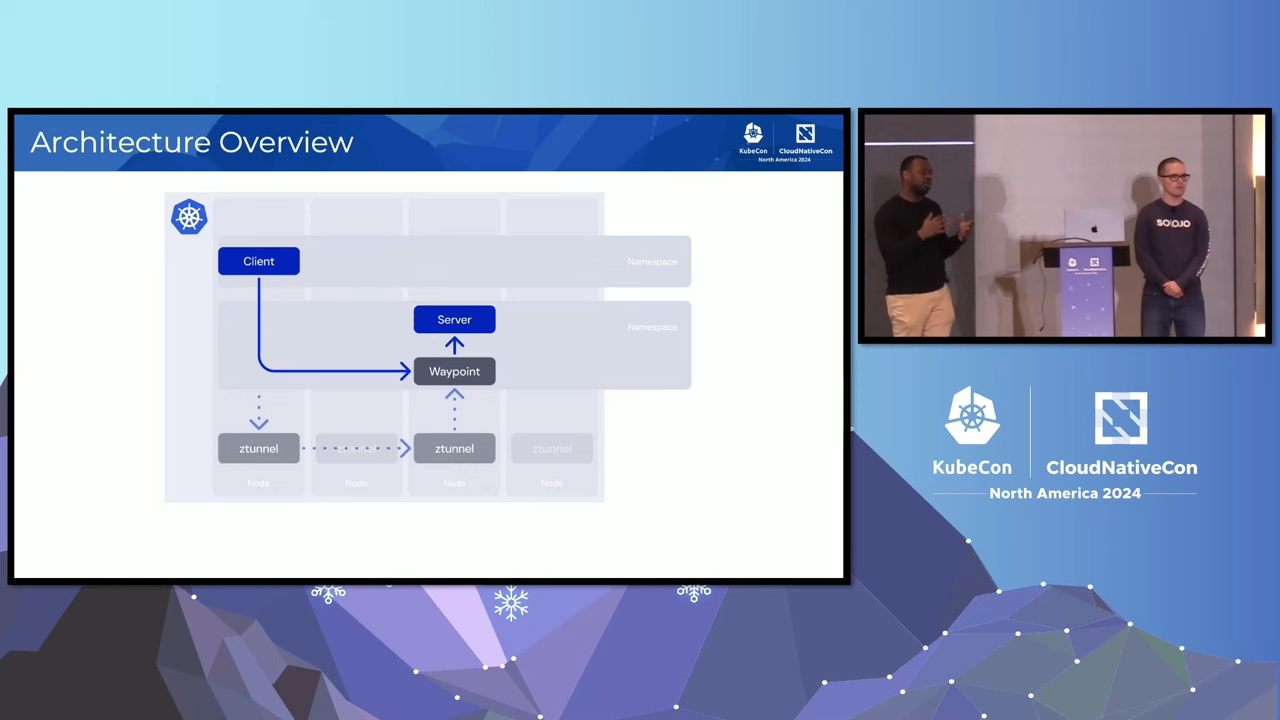 Architecture Overview
KubeCon
CloudNativeCon
North America 2024
Client
Namespace
Server
Namespace
Waypoint
ztunnel
ztunnel
ztunnel
ztunnel
Node
Node
Node
Node
SOLO.IO
KubeCon
CloudNativeCon
North America 2024